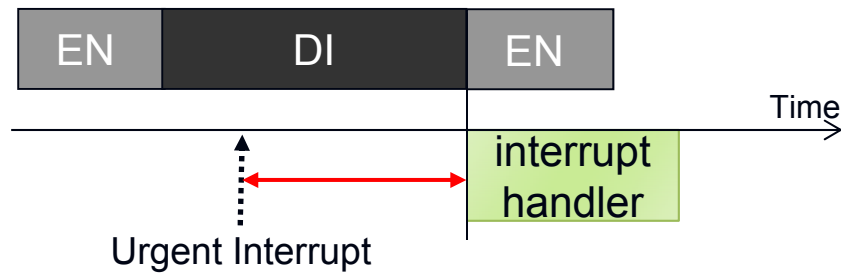 EN DI EN
Time
interrupt
handler
Urgent Interrupt